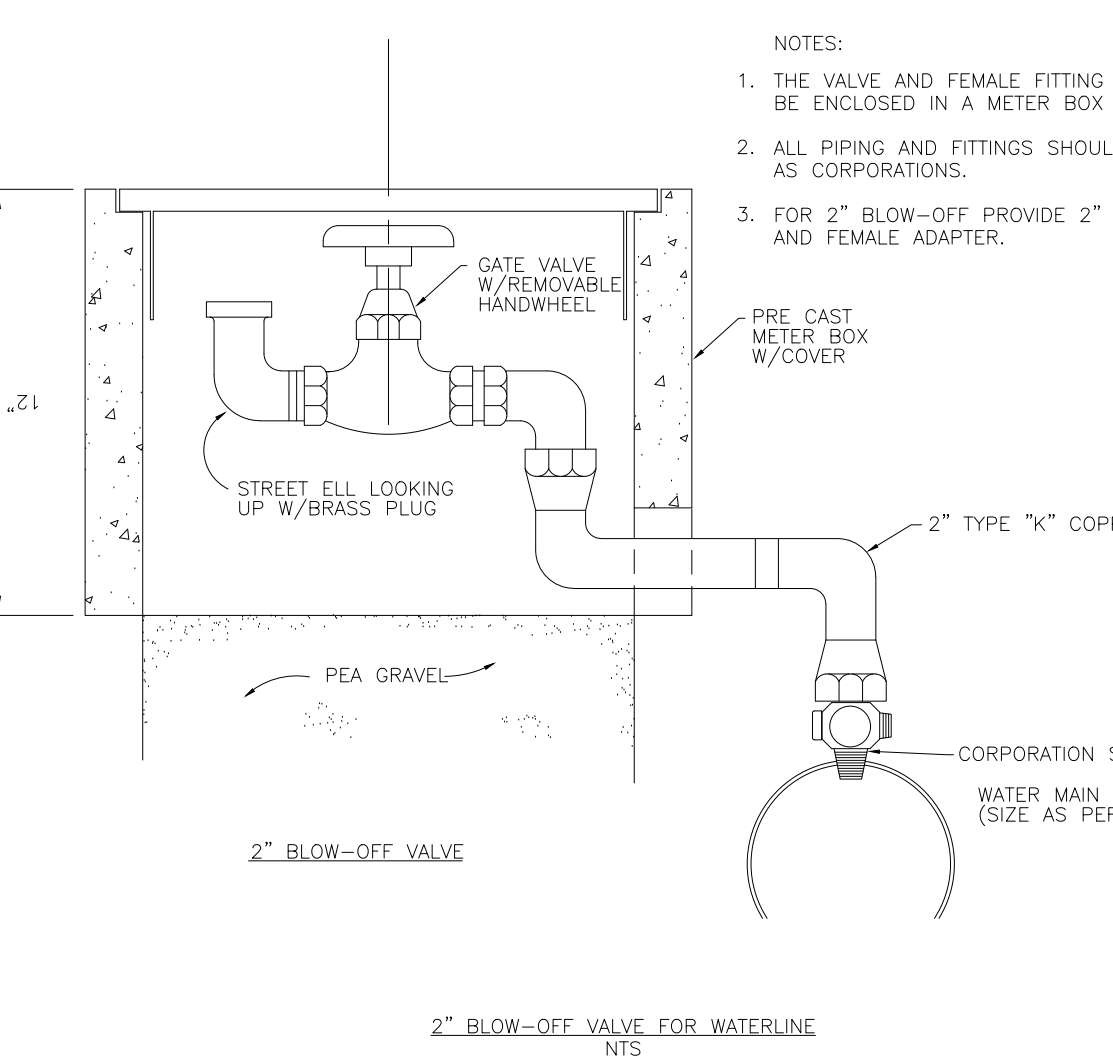 NOTES:
1. THE VALVE AND FEMALE FITTING
BE ENCLOSED IN A METER BOX
2. ALL PIPING AND FITTINGS SHOUL
AS CORPORATIONS.
3. FOR 2" BLOW-OFF PROVIDE 2"
AND FEMALE ADAPTER.
GATE VALVE
W/REMOVABLE
HANDWHEEL
PRE CAST
METER BOX
W/COVER
12"
STREET ELL LOOKING
UP W/BRASS PLUG
2" TYPE "K" COP
PEA GRAVEL
CORPORATION S
WATER MAIN
(SIZE AS PER
2" BLOW-OFF VALVE
2" BLOW-OFF VALVE FOR WATERLINE
NTS